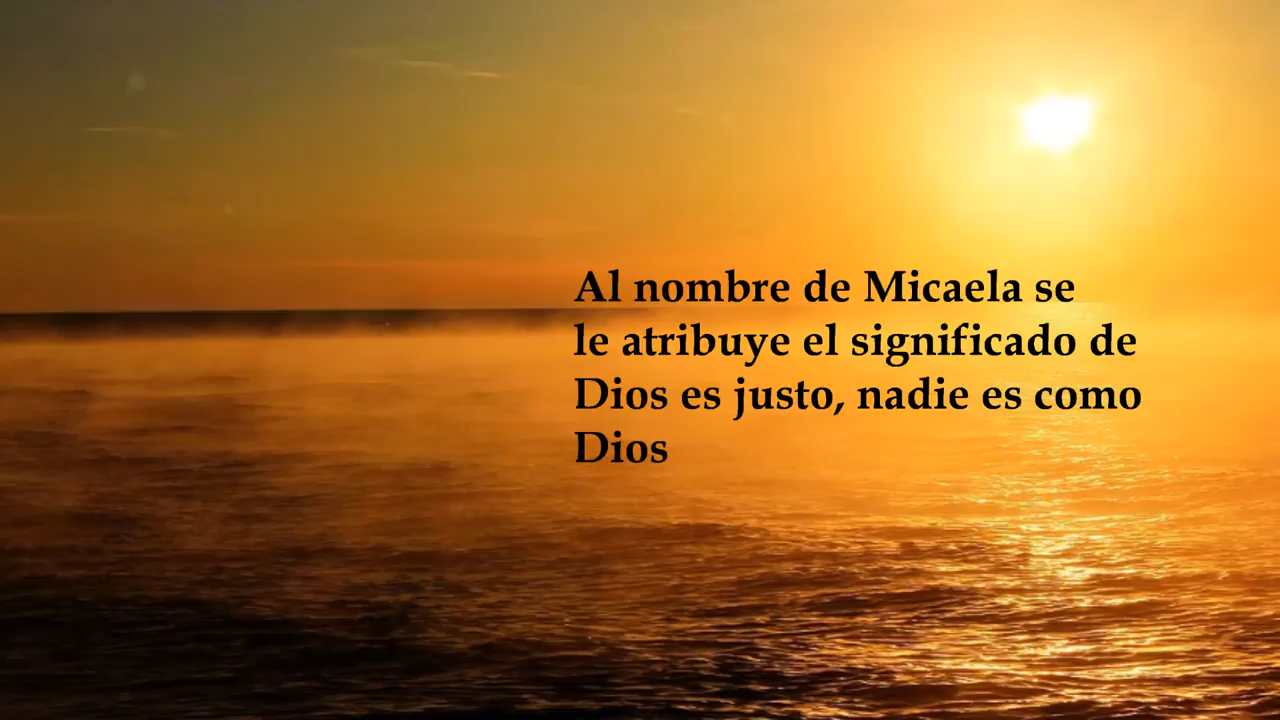 Al nombre de Micaela se
le atribuye el significado de
Dios es justo, nadie es como
Dios